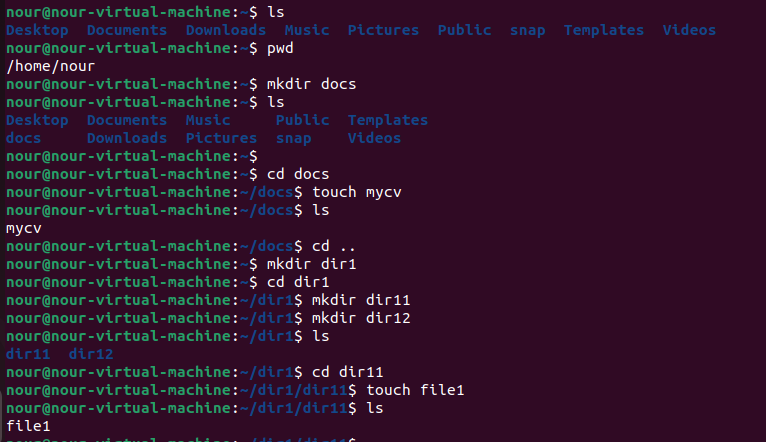 nour@nour-virtual-machine:~$ ls
Desktop  Documents  Downloads  Music  Pictures  Public  snap  Templates  Videos
nour@nour-virtual-machine:~$ pwd
/home/nour
nour@nour-virtual-machine:~$ mkdir docs
nour@nour-virtual-machine:~$ ls
Desktop  Documents  Music     Public  Templates
docs     Downloads  Pictures  snap    Videos
nour@nour-virtual-machine:~$
nour@nour-virtual-machine:~$ cd docs
nour@nour-virtual-machine:~/docs$ touch mycv
nour@nour-virtual-machine:~/docs$ ls
mycv
nour@nour-virtual-machine:~/docs$ cd ..
nour@nour-virtual-machine:~$ mkdir dir1
nour@nour-virtual-machine:~$ cd dir1
nour@nour-virtual-machine:~/dir1$ mkdir dir11
nour@nour-virtual-machine:~/dir1$ mkdir dir12
nour@nour-virtual-machine:~/dir1$ ls
dir11  dir12
nour@nour-virtual-machine:~/dir1$ cd dir11
nour@nour-virtual-machine:~/dir1/dir11$ touch file1
nour@nour-virtual-machine:~/dir1/dir11$ ls
file1
nour@nour-virtual-machine:~/dir1/dir11$